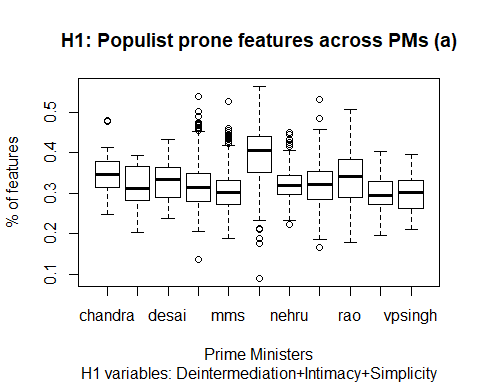 H1: Populist prone features across PMs (a)
% of features
0.5
0.4
0.3
0.2
0.1
chandra desai mms nehru rao vpsingh
Prime Ministers
H1 variables: Deintermediation+Intimacy+Simplicity